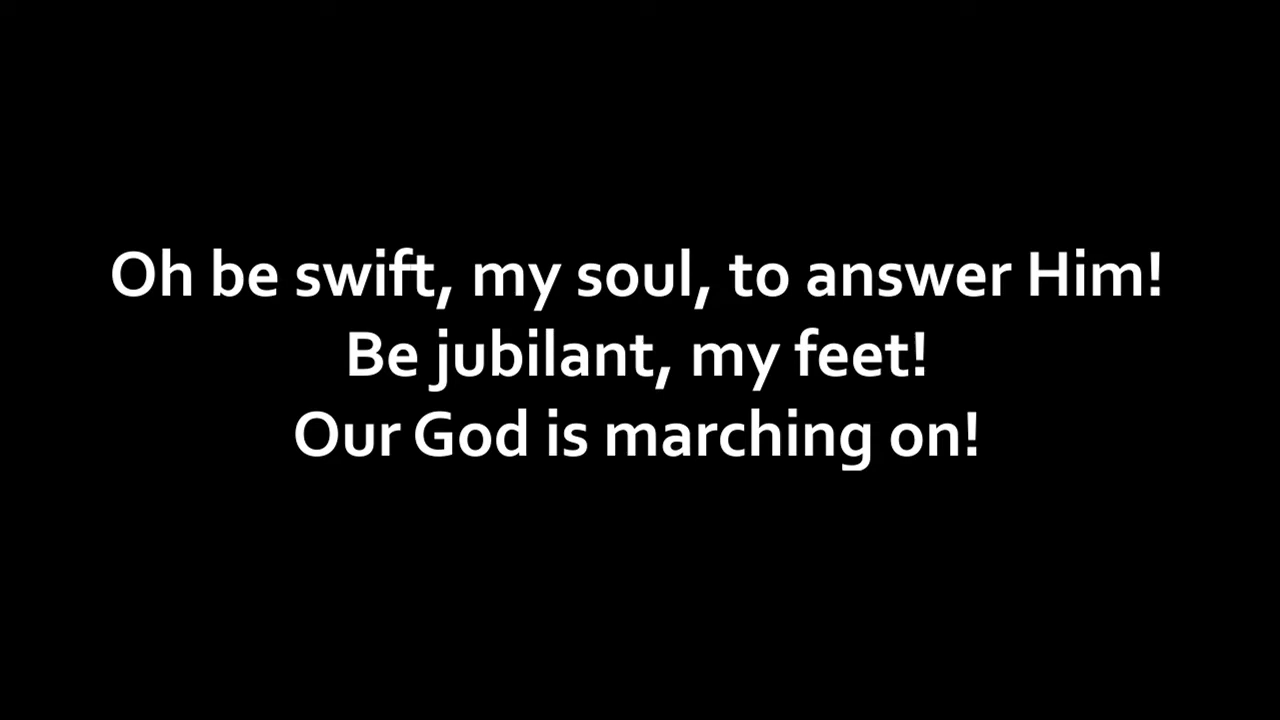 Oh be swift, my soul, to answer Him!
Be jubilant, my feet!
Our God is marching on!